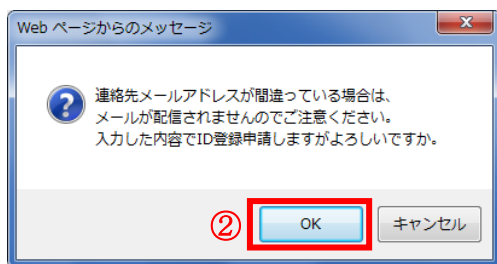 Web ページからのメッセージ
連絡先メールアドレスが間違っている場合は、
メールが配信されませんのでご注意ください。
入力した内容でID登録申請しますがよろしいですか。
② OK キャンセル